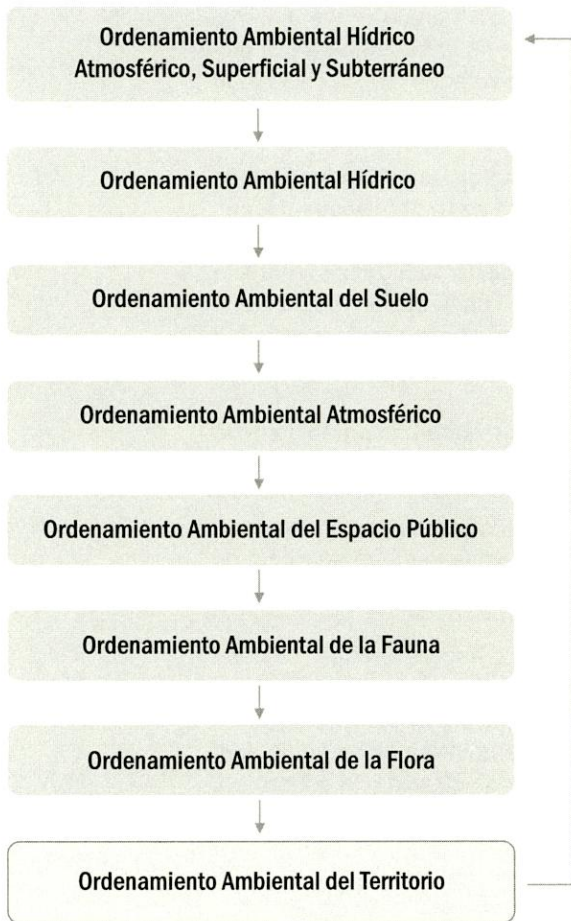 Ordenamiento Ambiental Hídrico
Atmosférico, Superficial y Subterráneo
Ordenamiento Ambiental Hídrico
Ordenamiento Ambiental del Suelo
Ordenamiento Ambiental Atmosférico
Ordenamiento Ambiental del Espacio Público
Ordenamiento Ambiental de la Fauna
Ordenamiento Ambiental de la Flora
Ordenamiento Ambiental del Territorio